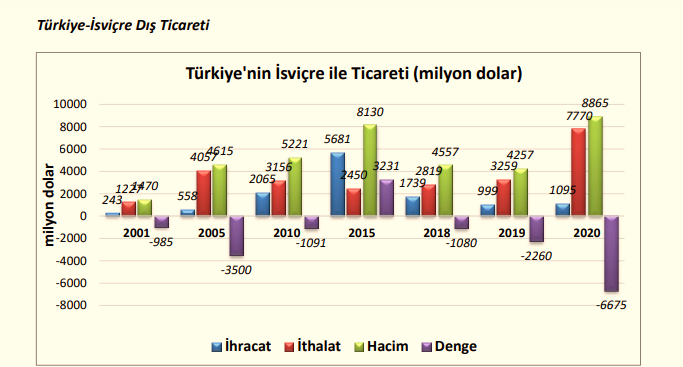 Türkiye-İsviçre Dış Ticareti
Türkiye'nin İsviçre ile Ticareti (milyon dolar)
milyon dolar
10000
8000
6000
4000
2000
0
-2000
-4000
-6000
-8000
243 1227 1470 -985
558 4057 4615 -3500
2065 3156 5221 -1091
5681 2450 8130 3231
1739 2819 4557 -1080
999 3259 4257 -2260
1095 7770 8865 -6675
2001 2005 2010 2015 2018 2019 2020
İhracat İthalat Hacim Denge